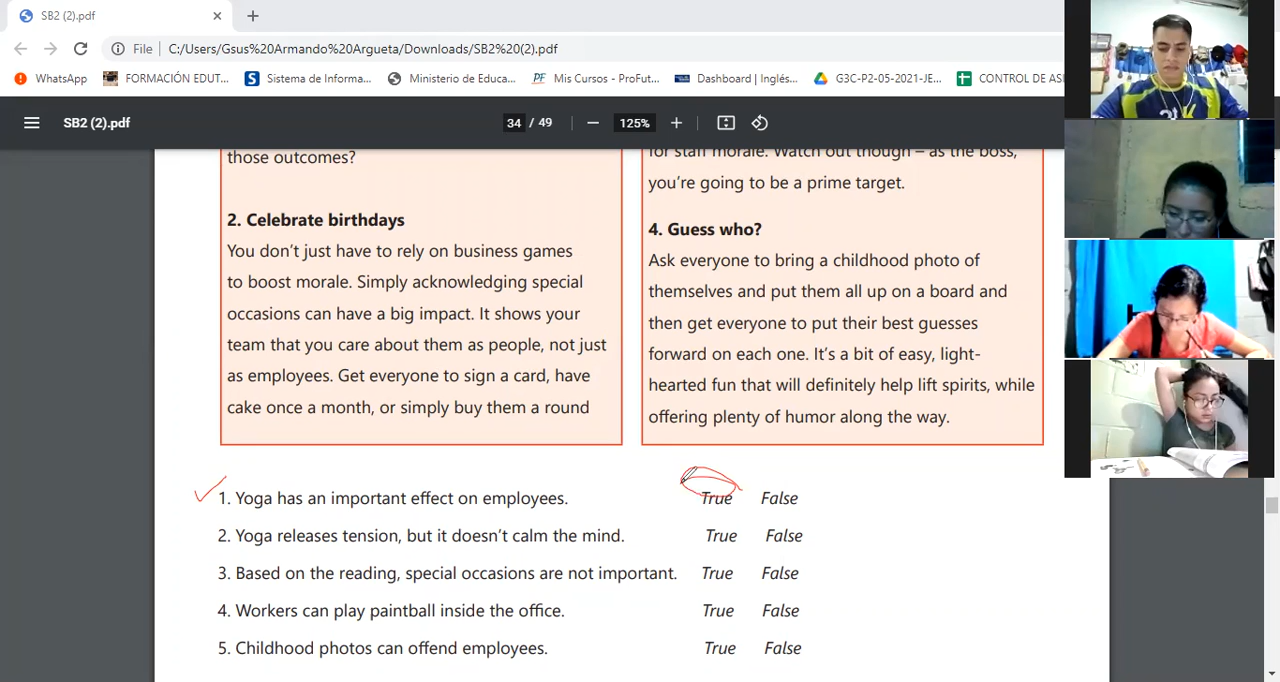 SB2 (2).pdf
File C:/Users/Gsus%20Armando%20Argueta/Downloads/SB2%20(2).pdf
WhatsApp FORMACIÓN EDUT... Sistema de Informa... Ministerio de Educa... PF Mis Cursos - ProFut... Dashboard | Inglés,... G3C-P2-05-2021-JE... CONTROL DE ASI
SB2 (2).pdf 34 / 49 125%
those outcomes?
2. Celebrate birthdays
You don't just have to rely on business games
to boost morale. Simply acknowledging special
occasions can have a big impact. It shows your
team that you care about them as people, not just
as employees. Get everyone to sign a card, have
cake once a month, or simply buy them a round
for staff morale. Watch out though – as the boss,
you're going to be a prime target.
4. Guess who?
Ask everyone to bring a childhood photo of
themselves and put them all up on a board and
then get everyone to put their best guesses
forward on each one. It's a bit of easy, light-
hearted fun that will definitely help lift spirits, while
offering plenty of humor along the way.
1. Yoga has an important effect on employees. True False
2. Yoga releases tension, but it doesn't calm the mind. True False
3. Based on the reading, special occasions are not important. True False
4. Workers can play paintball inside the office. True False
5. Childhood photos can offend employees. True False